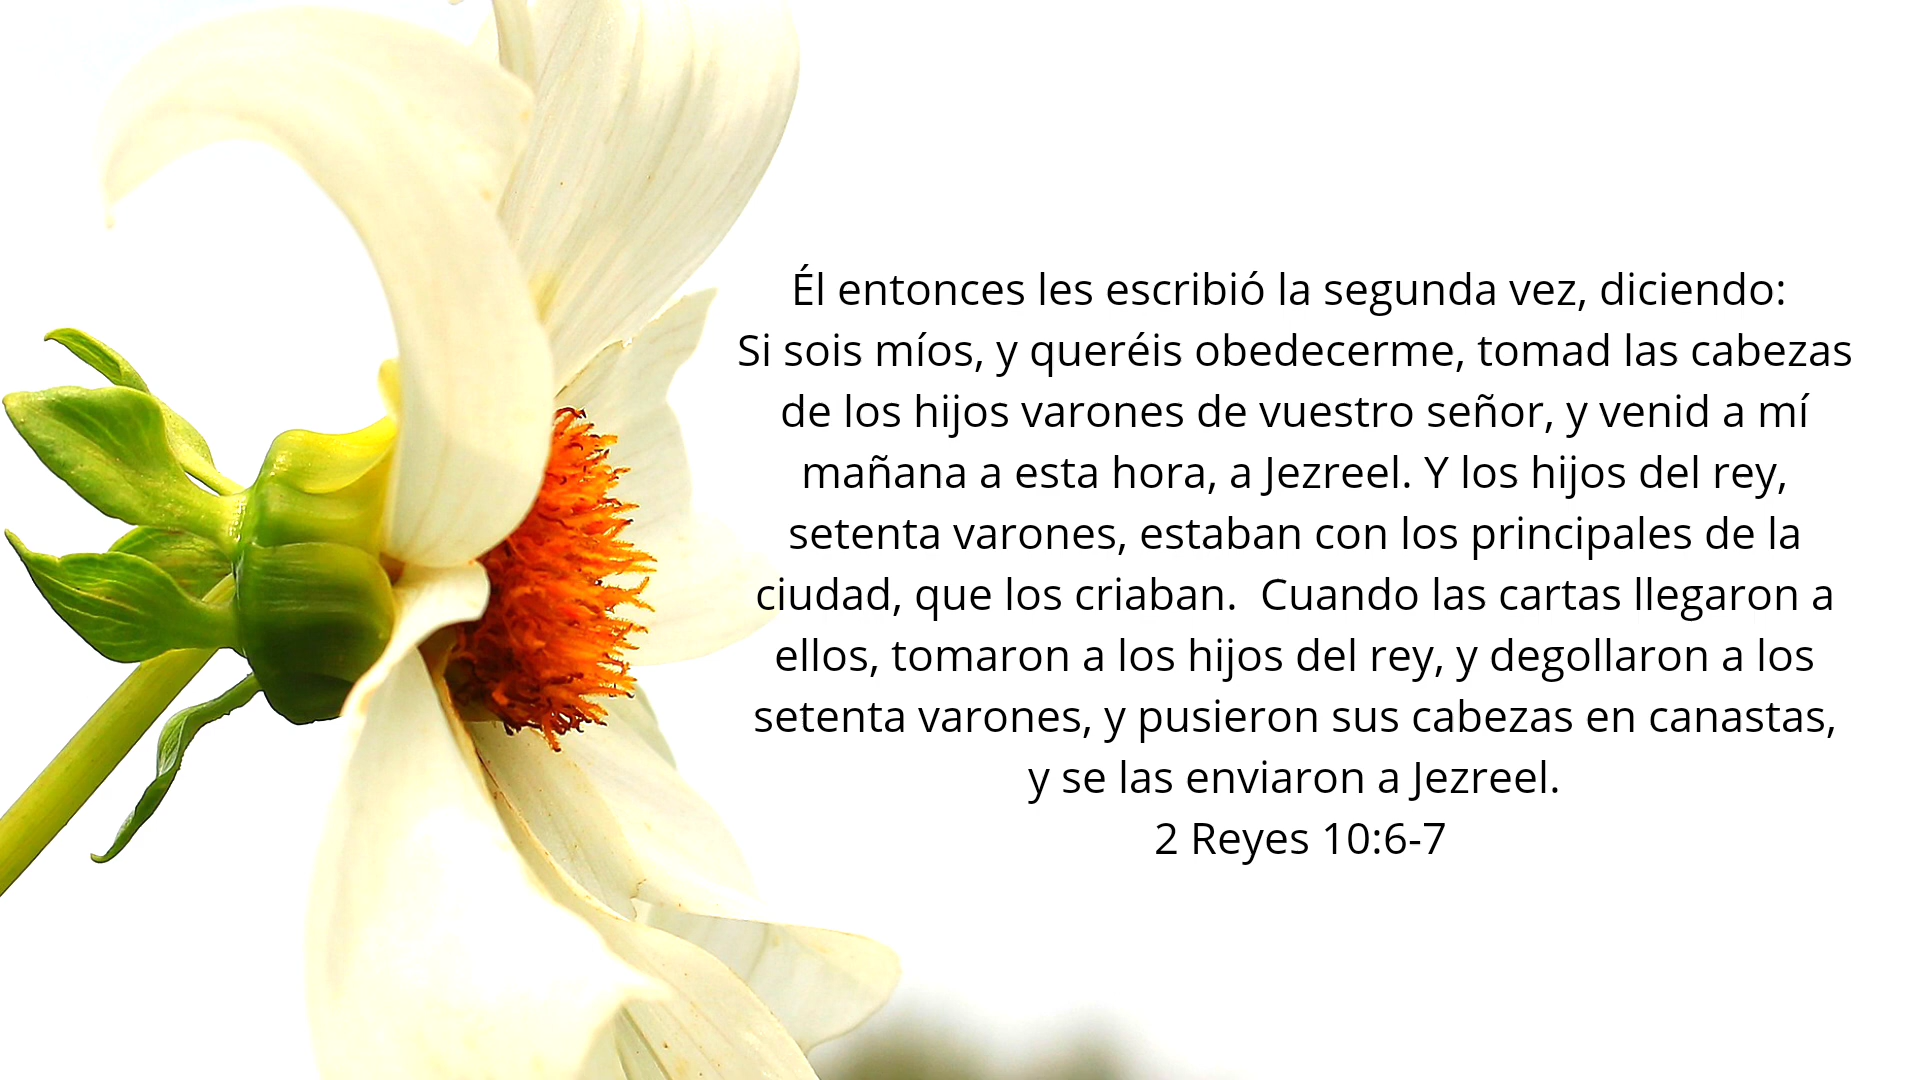 Él entonces les escribió la segunda vez, diciendo:
Si sois míos, y queréis obedecerme, tomad las cabezas
de los hijos varones de vuestro señor, y venid a mí
mañana a esta hora, a Jezreel. Y los hijos del rey,
setenta varones, estaban con los principales de la
ciudad, que los criaban.  Cuando las cartas llegaron a
ellos, tomaron a los hijos del rey, y degollaron a los
setenta varones, y pusieron sus cabezas en canastas,
y se las enviaron a Jezreel.
2 Reyes 10:6-7